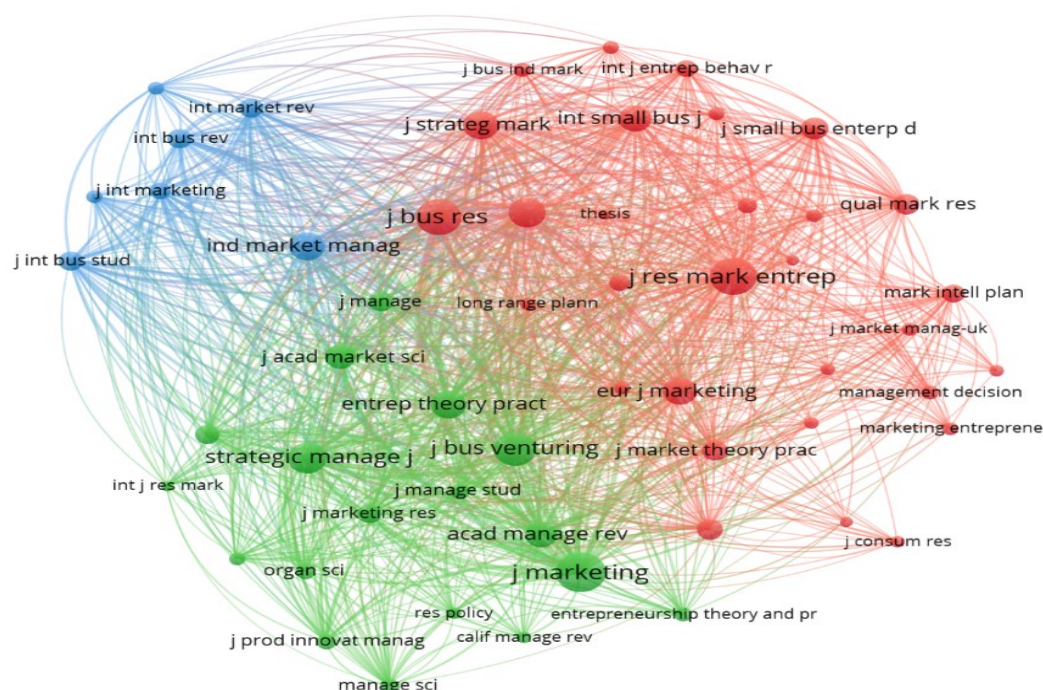 j bus ind mark
int j entrep behav r
int market rev
j strateg mark
int small bus j
j small bus enterp d
int bus rev
j int marketing
qual mark res
j bus res
thesis
ind market manag
j int bus stud
j res mark entrep
mark intell plan
j manage
long range plann
j market manag-uk
j acad market sci
eur j marketing
management decision
entrep theory pract
marketing entreprene
strategic manage j
j bus venturing
j market theory prac
int j res mark
j manage stud
j marketing res
acad manage rev
j consum res
organ sci
j marketing
res policy
entrepreneurship theory and pr
j prod innovat manag
calif manage rev
manage sci